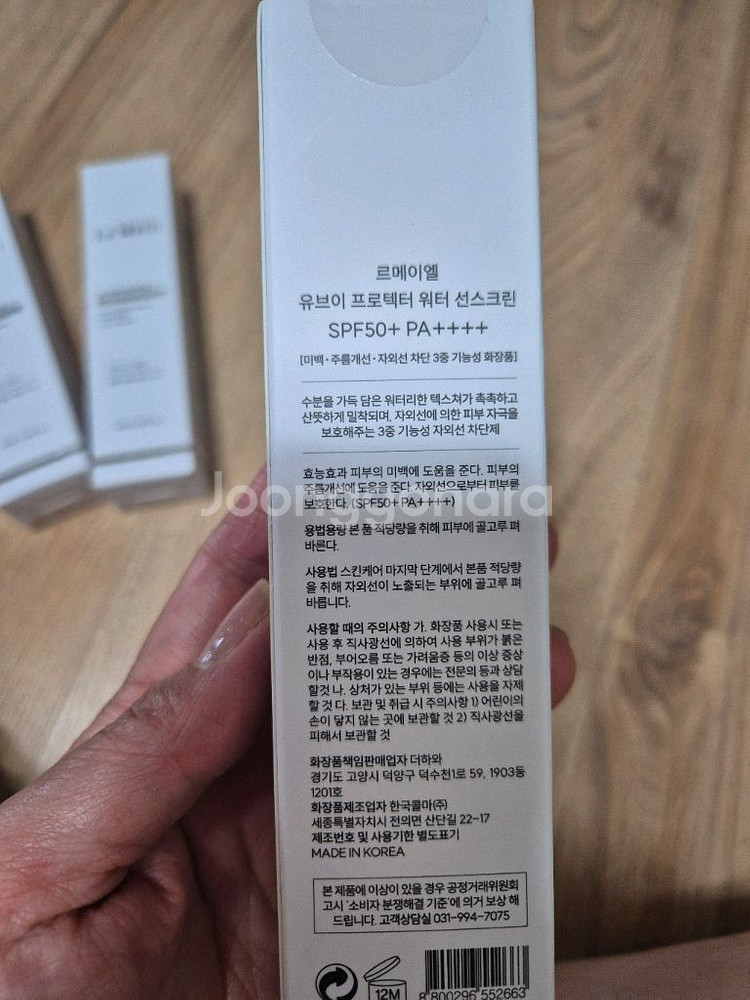 르메이엘
유브이 프로텍터 워터 선스크린
SPF50+ PA++++
[미백·주름개선·자외선 차단 3중 기능성 화장품]
수분을 가득 담은 워터리한 텍스쳐가 촉촉하고
산뜻하게 밀착되며, 자외선에 의한 피부 자극을
보호해주는 3중 기능성 자외선 차단제
효능효과 피부의 미백에 도움을 준다. 피부의
주름개선에 도움을 준다. 자외선으로부터 피부를
보호한다. (SPF50+ PA++++)
Joonggonara
용법용량 본 품 적당량을 취해 피부에 골고루 펴
바른다.
사용법 스킨케어 마지막 단계에서 본품 적당량
을 취해 자외선이 노출되는 부위에 골고루 펴
바릅니다.
사용할 때의 주의사항 가. 화장품 사용시 또는
사용 후 직사광선에 의하여 사용 부위가 붉은
반점, 부어오름 또는 가려움증 등의 이상 증상
이나 부작용이 있는 경우에는 전문의 등과 상담
할것 나. 상처가 있는 부위 등에는 사용을 자제
할 것 다. 보관 및 취급 시 주의사항 1) 어린이의
손이 닿지 않는 곳에 보관할 것 2) 직사광선을
피해서 보관할 것
화장품책임판매업자 더하와
경기도 고양시 덕양구 덕수천1로 59, 1903동
1201호
화장품제조업자 한국콜마(주)
세종특별자치시 전의면 산단길 22-17
제조번호 및 사용기한 별도표기
MADE IN KOREA
본 제품에 이상이 있을 경우 공정거래위원회
고시 '소비자 분쟁해결 기준'에 의거 보상 해
드립니다. 고객상담실 031-994-7075
12M
8 800296 552663